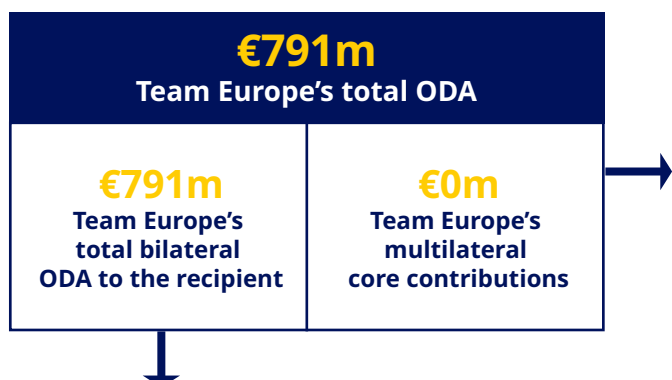 €791m
Team Europe’s total ODA
€791m
Team Europe’s
total bilateral
ODA to the recipient
€0m
Team Europe’s
multilateral
core contributions